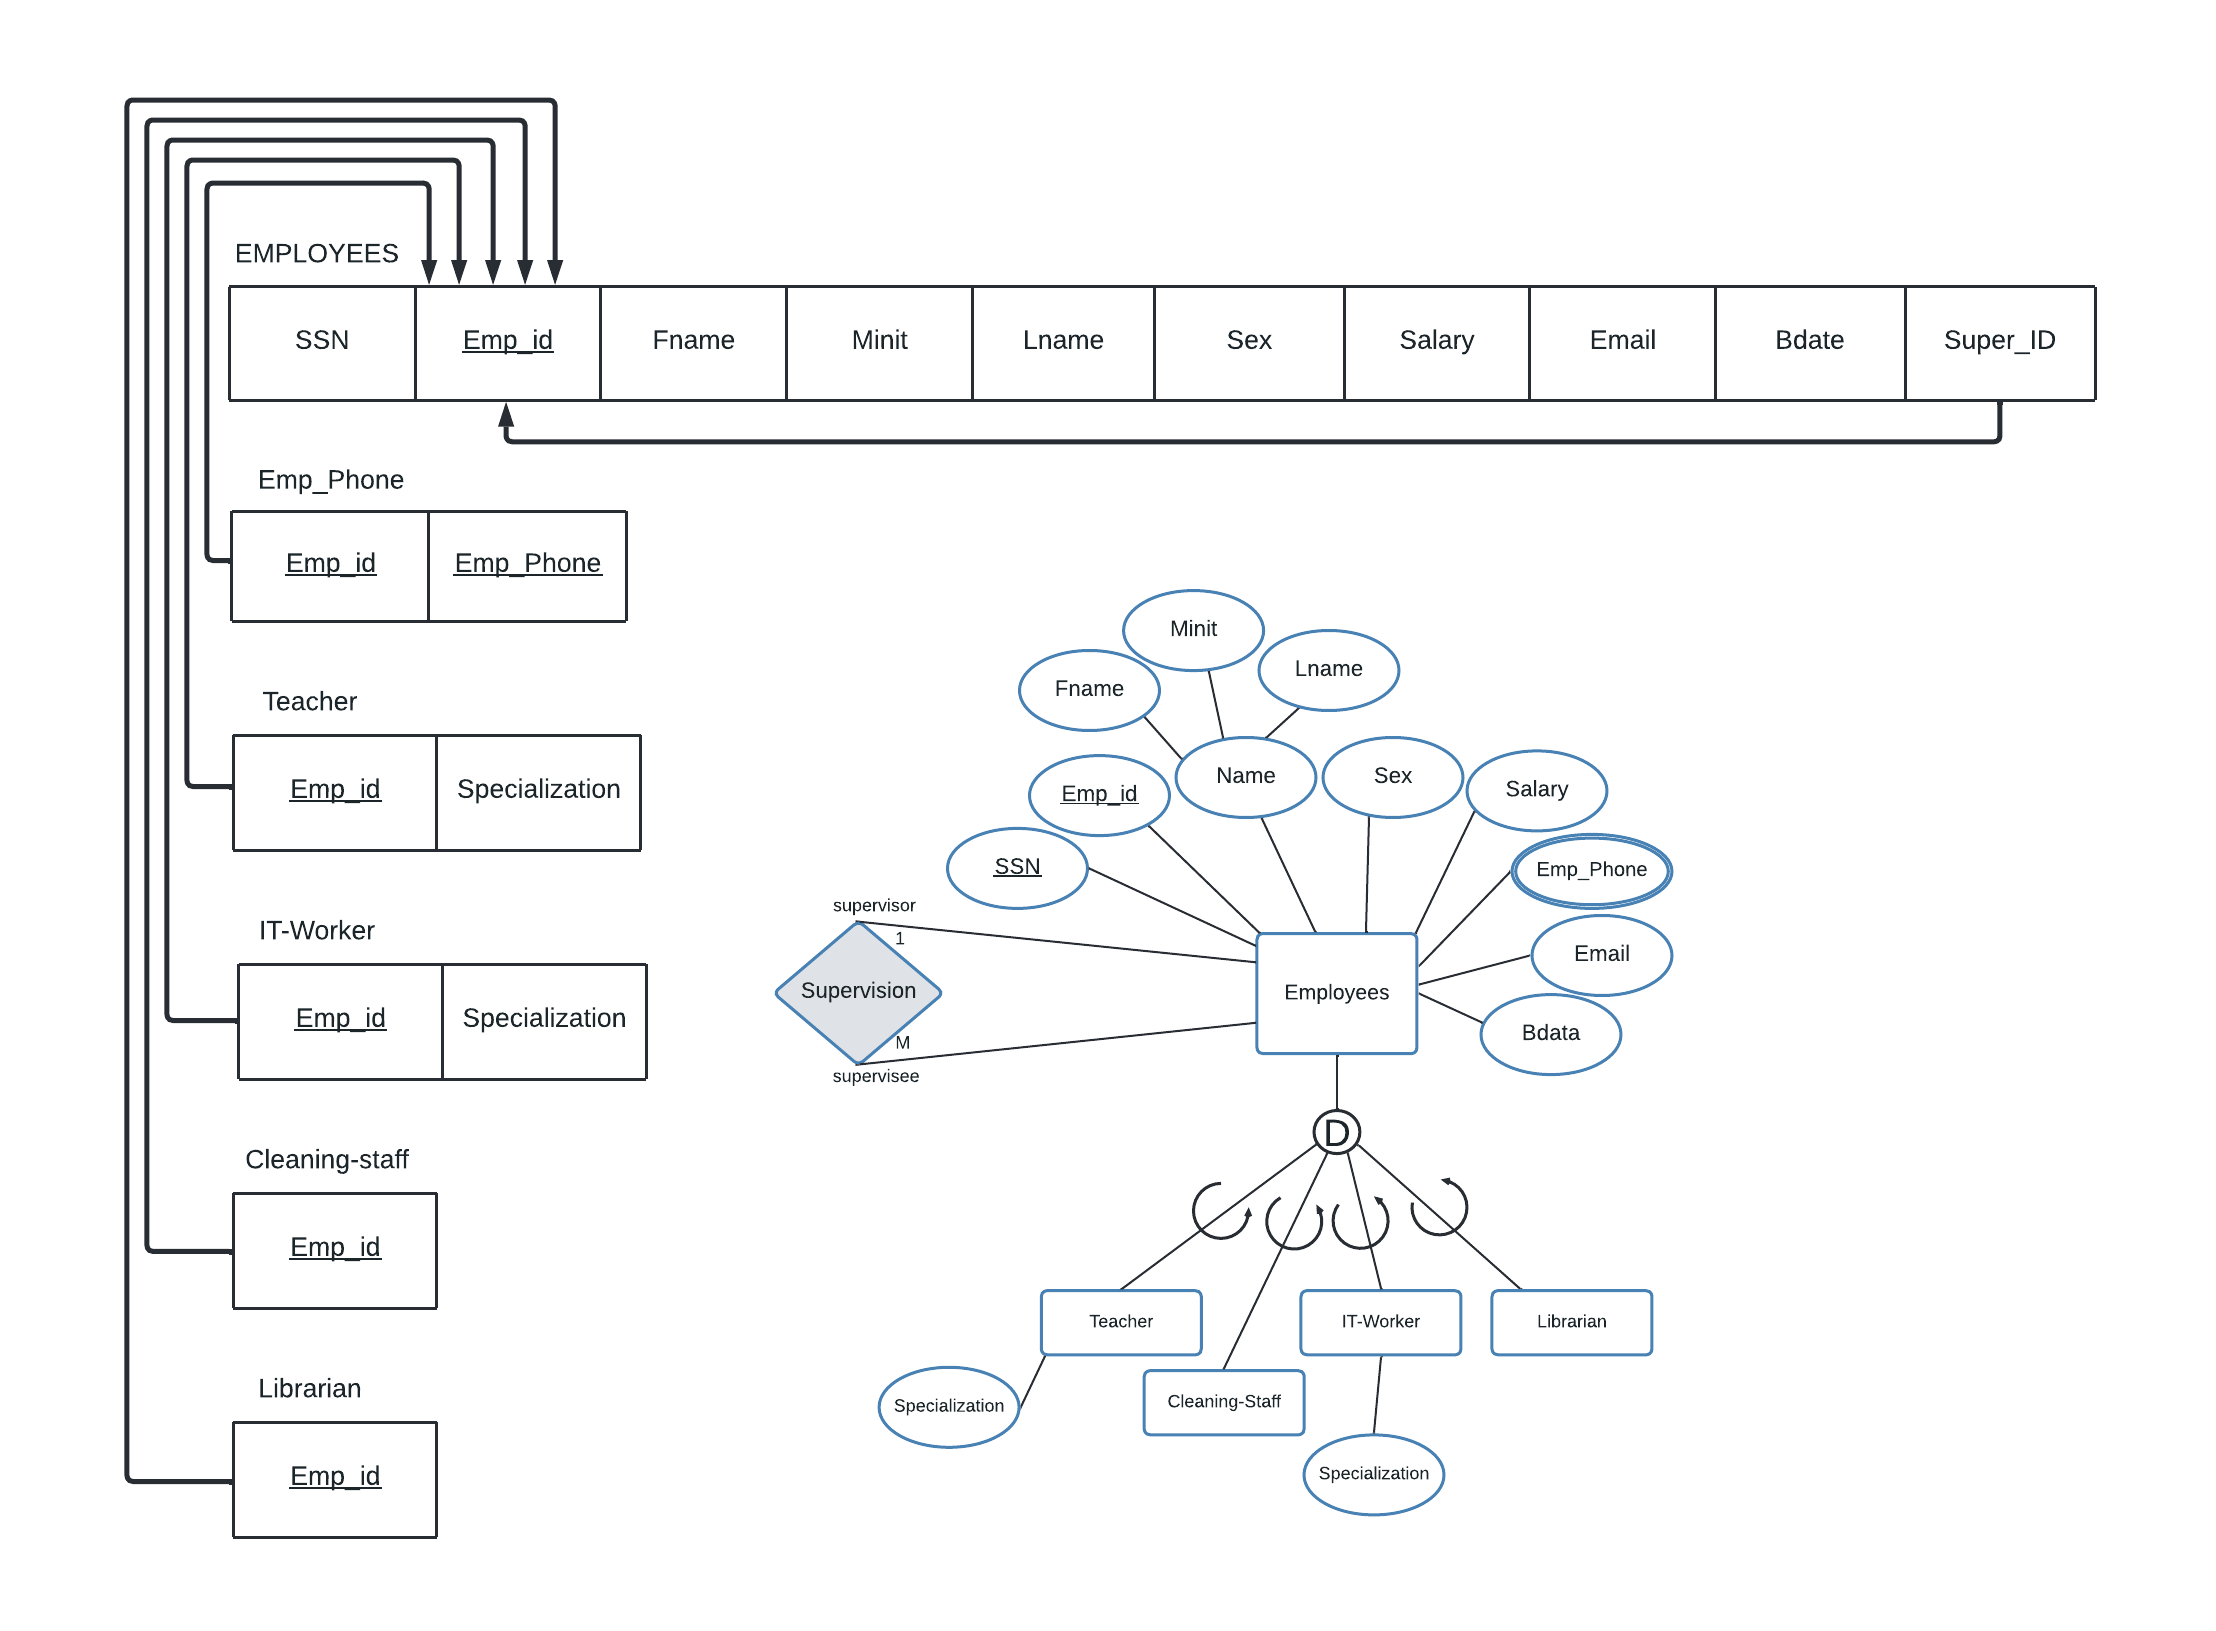 EMPLOYEES
SSN Emp_id Fname Minit Lname Sex Salary Email Bdate Super_ID
Emp_Phone
Emp_id Emp_Phone
Teacher
Emp_id Specialization
IT-Worker
Emp_id Specialization
Cleaning-staff
Emp_id
Librarian
Emp_id
Minit
Lname
Fname
Name
Sex
Salary
Emp_id
SSN
Emp_Phone
supervisor
1
Email
Supervision
Employees
Bdata
M
supervisee
D
Teacher
IT-Worker
Librarian
Specialization
Cleaning-Staff
Specialization